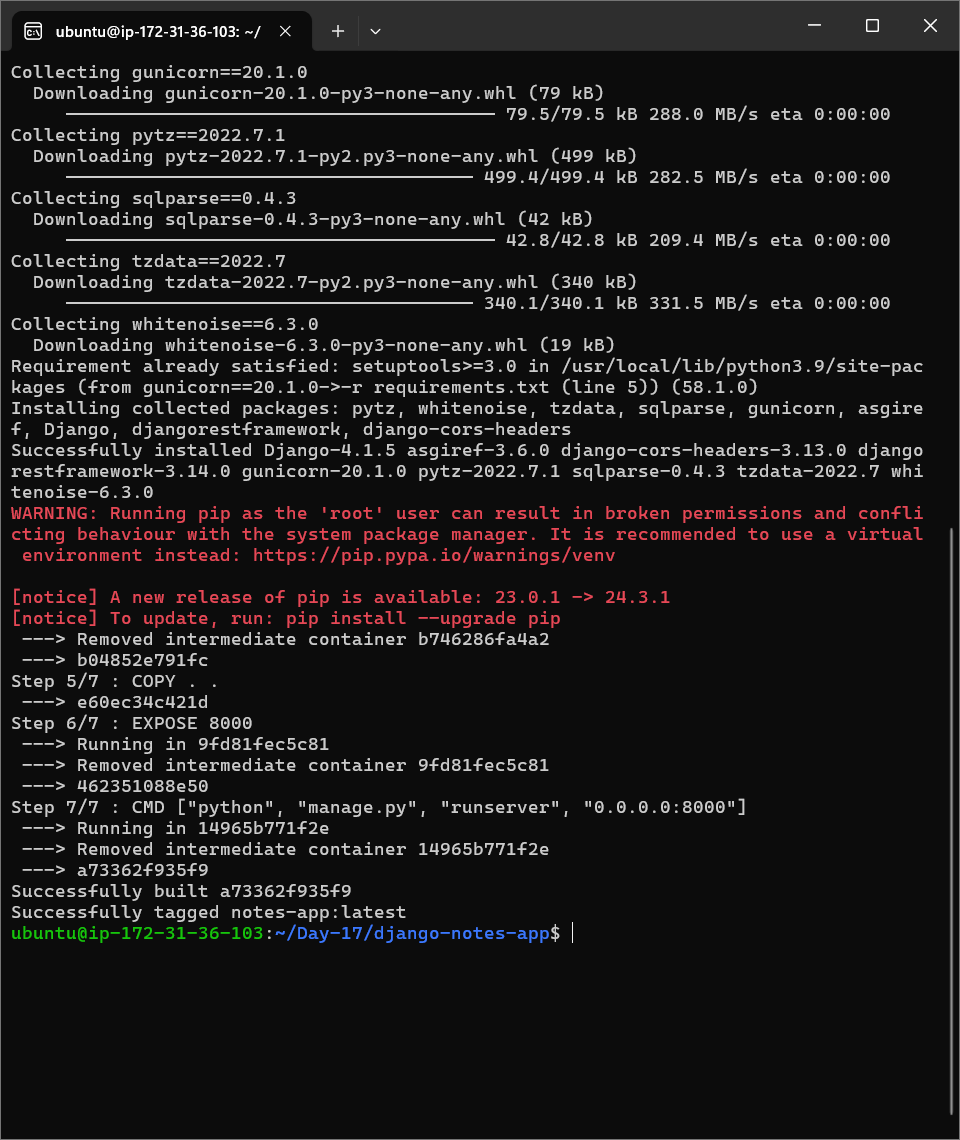 ubuntu@ip-172-31-36-103: ~/
Collecting gunicorn==20.1.0
  Downloading gunicorn-20.1.0-py3-none-any.whl (79 kB)
79.5/79.5 kB 288.0 MB/s eta 0:00:00
Collecting pytz==2022.7.1
  Downloading pytz-2022.7.1-py2.py3-none-any.whl (499 kB)
499.4/499.4 kB 282.5 MB/s eta 0:00:00
Collecting sqlparse==0.4.3
  Downloading sqlparse-0.4.3-py3-none-any.whl (42 kB)
42.8/42.8 kB 209.4 MB/s eta 0:00:00
Collecting tzdata==2022.7
  Downloading tzdata-2022.7-py2.py3-none-any.whl (340 kB)
340.1/340.1 kB 331.5 MB/s eta 0:00:00
Collecting whitenoise==6.3.0
  Downloading whitenoise-6.3.0-py3-none-any.whl (19 kB)
Requirement already satisfied: setuptools>=3.0 in /usr/local/lib/python3.9/site-pac
kages (from gunicorn==20.1.0->-r requirements.txt (line 5)) (58.1.0)
Installing collected packages: pytz, whitenoise, tzdata, sqlparse, gunicorn, asgire
f, Django, djangorestframework, django-cors-headers
Successfully installed Django-4.1.5 asgiref-3.6.0 django-cors-headers-3.13.0 django
restframework-3.14.0 gunicorn-20.1.0 pytz-2022.7.1 sqlparse-0.4.3 tzdata-2022.7 whi
tenoise-6.3.0
WARNING: Running pip as the 'root' user can result in broken permissions and confli
cting behaviour with the system package manager. It is recommended to use a virtual
 environment instead: https://pip.pypa.io/warnings/venv
[notice] A new release of pip is available: 23.0.1 -> 24.3.1
[notice] To update, run: pip install --upgrade pip
 ---> Removed intermediate container b746286fa4a2
 ---> b04852e791fc
Step 5/7 : COPY . .
 ---> e60ec34c421d
Step 6/7 : EXPOSE 8000
 ---> Running in 9fd81fec5c81
 ---> Removed intermediate container 9fd81fec5c81
 ---> 462351088e50
Step 7/7 : CMD ["python", "manage.py", "runserver", "0.0.0.0:8000"]
 ---> Running in 14965b771f2e
 ---> Removed intermediate container 14965b771f2e
 ---> a73362f935f9
Successfully built a73362f935f9
Successfully tagged notes-app:latest
ubuntu@ip-172-31-36-103:~/Day-17/django-notes-app$